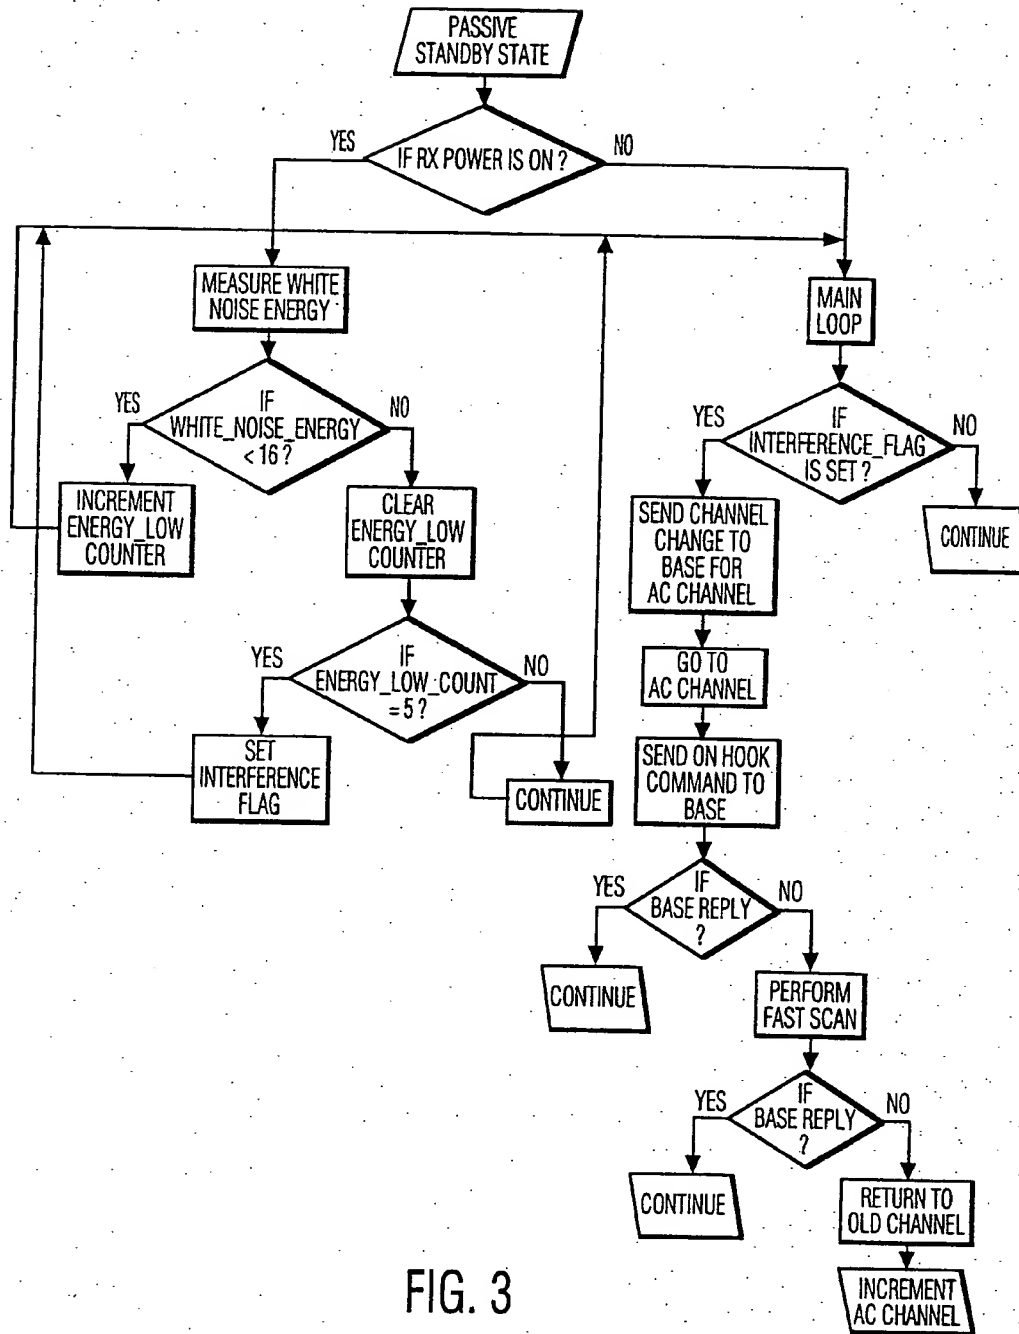 PASSIVE
STANDBY STATE
IF RX POWER IS ON ?
YES
NO
MEASURE WHITE
NOISE ENERGY
MAIN
LOOP
IF
WHITE_NOISE_ENERGY
< 16 ?
YES
NO
IF
INTERFERENCE_FLAG
IS SET ?
YES
NO
INCREMENT
ENERGY_LOW
COUNTER
CLEAR
ENERGY_LOW
COUNTER
SEND CHANNEL
CHANGE TO
BASE FOR
AC CHANNEL
CONTINUE
IF
ENERGY_LOW_COUNT
= 5 ?
YES
NO
GO TO
AC CHANNEL
SET
INTERFERENCE
FLAG
CONTINUE
SEND ON HOOK
COMMAND TO
BASE
IF
BASE REPLY
?
YES
NO
CONTINUE
PERFORM
FAST SCAN
IF
BASE REPLY
?
YES
NO
CONTINUE
RETURN TO
OLD CHANNEL
INCREMENT
AC CHANNEL
FIG. 3